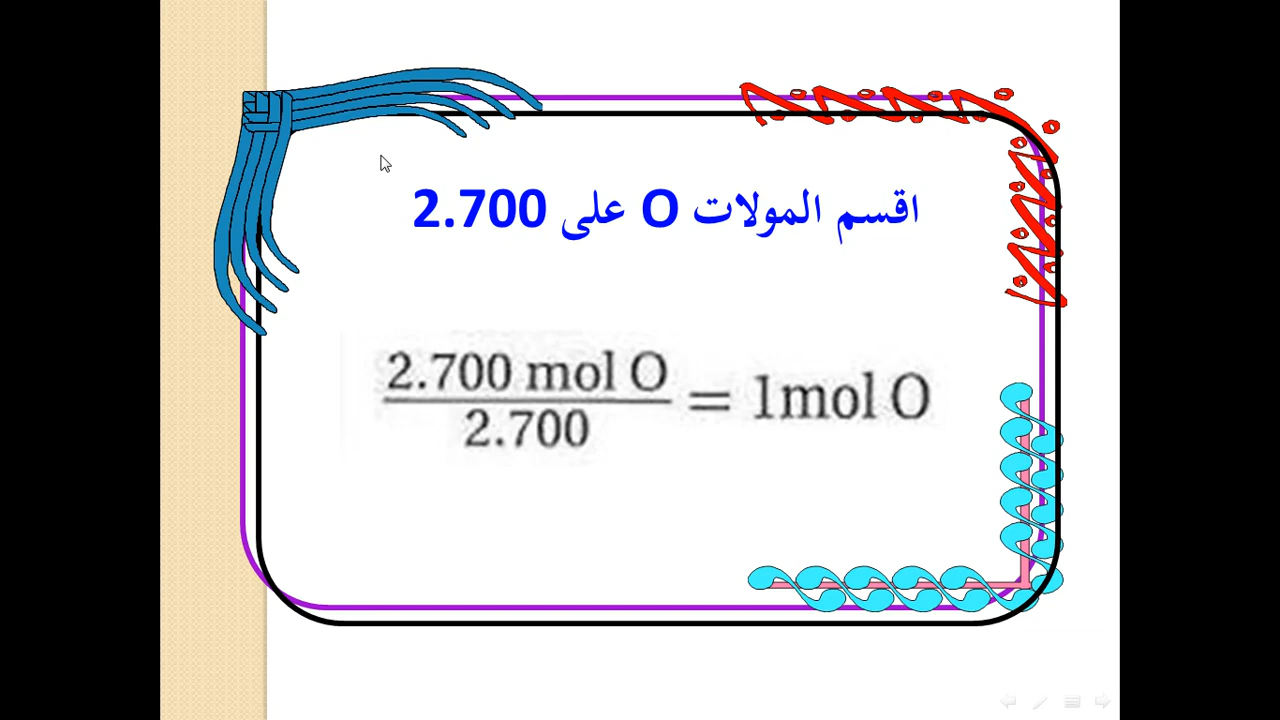 اقسم المولات O على 2.700
2.700 mol O
2.700
= 1mol O